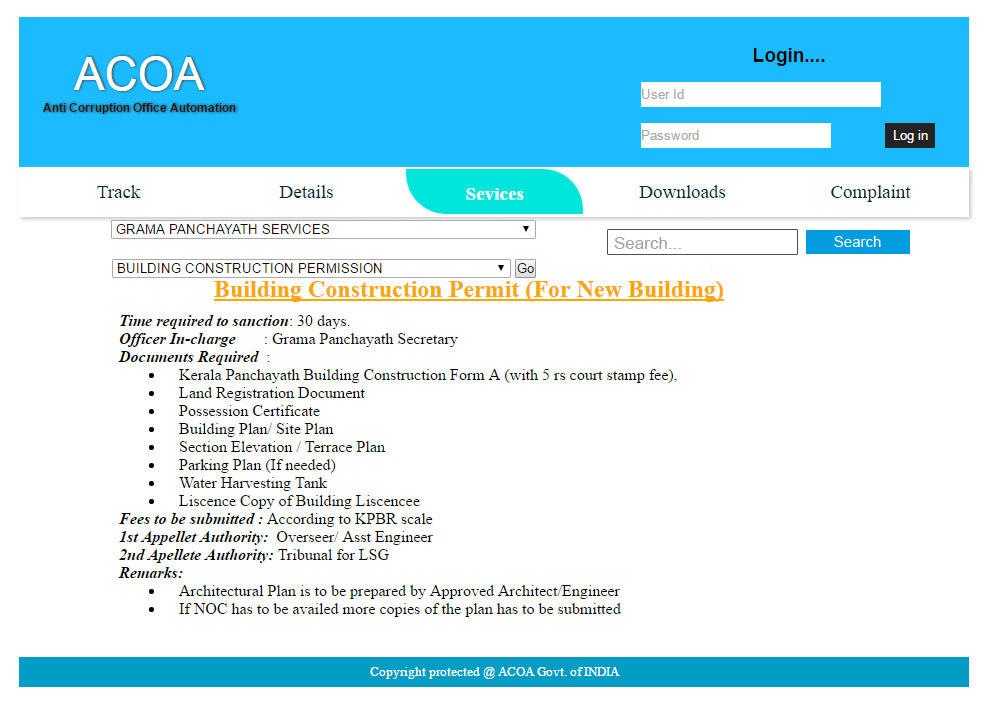 ACOA
Anti Corruption Office Automation
Login....
User Id
Password
Log in
Track
Details
Sevices
Downloads
Complaint
GRAMA PANCHAYATH SERVICES
Search...
Search
BUILDING CONSTRUCTION PERMISSION
Go
Building Construction Permit (For New Building)
Time required to sanction: 30 days.
Officer In-charge : Grama Panchayath Secretary
Documents Required :
• Kerala Panchayath Building Construction Form A (with 5 rs court stamp fee),
• Land Registration Document
• Possession Certificate
• Building Plan/ Site Plan
• Section Elevation / Terrace Plan
• Parking Plan (If needed)
• Water Harvesting Tank
• Liscence Copy of Building Liscencee
Fees to be submitted : According to KPBR scale
1st Appellet Authority: Overseer/ Asst Engineer
2nd Apellete Authority: Tribunal for LSG
Remarks:
• Architectural Plan is to be prepared by Approved Architect/Engineer
• If NOC has to be availed more copies of the plan has to be submitted
Copyright protected @ ACOA Govt. of INDIA